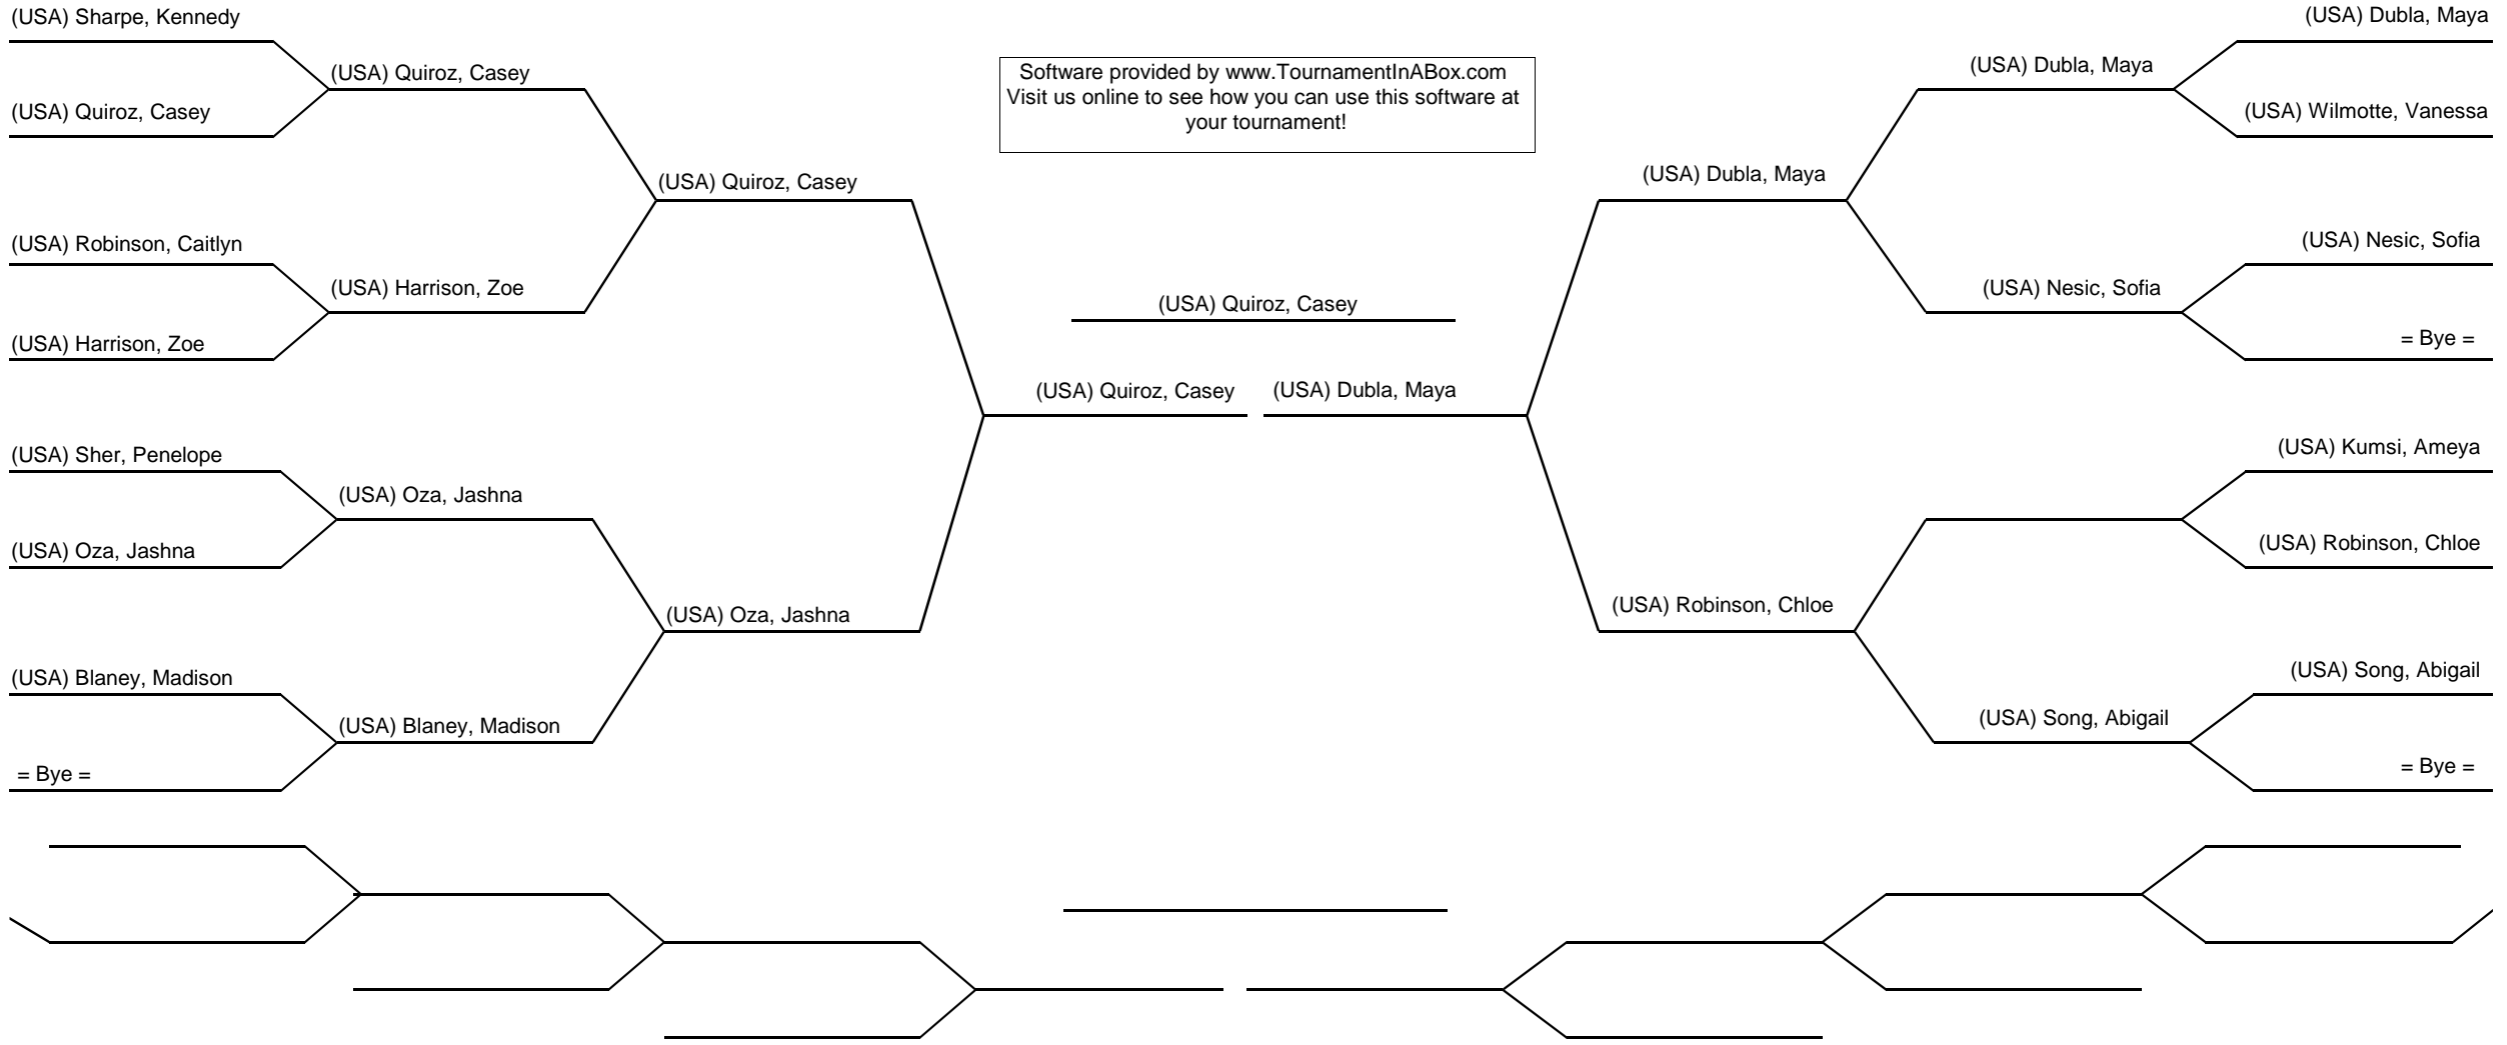 (USA) Sharpe, Kennedy
(USA) Quiroz, Casey
(USA) Quiroz, Casey
(USA) Quiroz, Casey
(USA) Robinson, Caitlyn
(USA) Harrison, Zoe
(USA) Harrison, Zoe
(USA) Sher, Penelope
(USA) Oza, Jashna
(USA) Oza, Jashna
(USA) Oza, Jashna
(USA) Blaney, Madison
(USA) Blaney, Madison
= Bye =
Software provided by www.TournamentInABox.com
Visit us online to see how you can use this software at
your tournament!
(USA) Quiroz, Casey
(USA) Quiroz, Casey
(USA) Dubla, Maya
(USA) Dubla, Maya
(USA) Dubla, Maya
(USA) Dubla, Maya
(USA) Wilmotte, Vanessa
(USA) Nesic, Sofia
(USA) Nesic, Sofia
= Bye =
(USA) Kumsi, Ameya
(USA) Robinson, Chloe
(USA) Robinson, Chloe
(USA) Song, Abigail
(USA) Song, Abigail
= Bye =